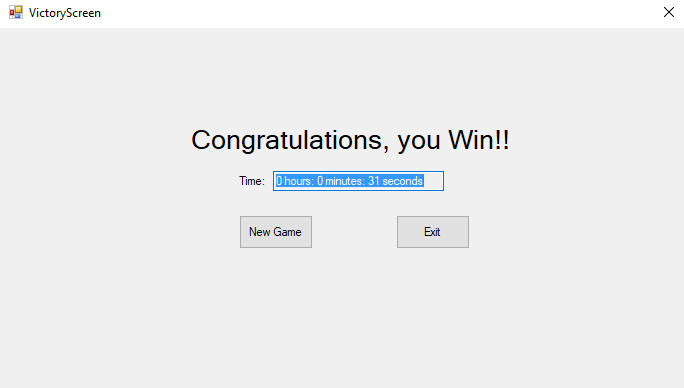 VictoryScreen
Congratulations, you Win!!
Time: 0 hours: 0 minutes: 31 seconds
New Game Exit